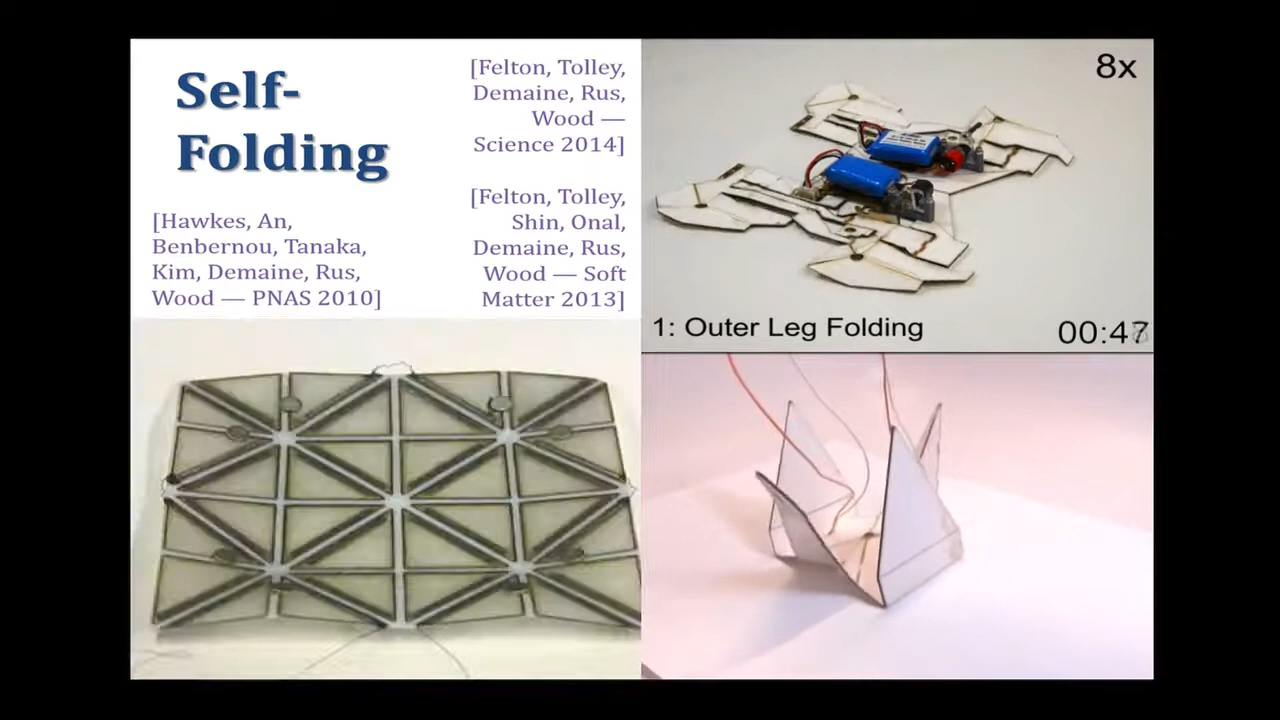 Self-
Folding
[Hawkes, An,
Benbernou, Tanaka,
Kim, Demaine, Rus,
Wood — PNAS 2010]
[Felton, Tolley,
Demaine, Rus,
Wood —
Science 2014]
[Felton, Tolley,
Shin, Onal,
Demaine, Rus,
Wood — Soft
Matter 2013]
8x
1: Outer Leg Folding
00:47